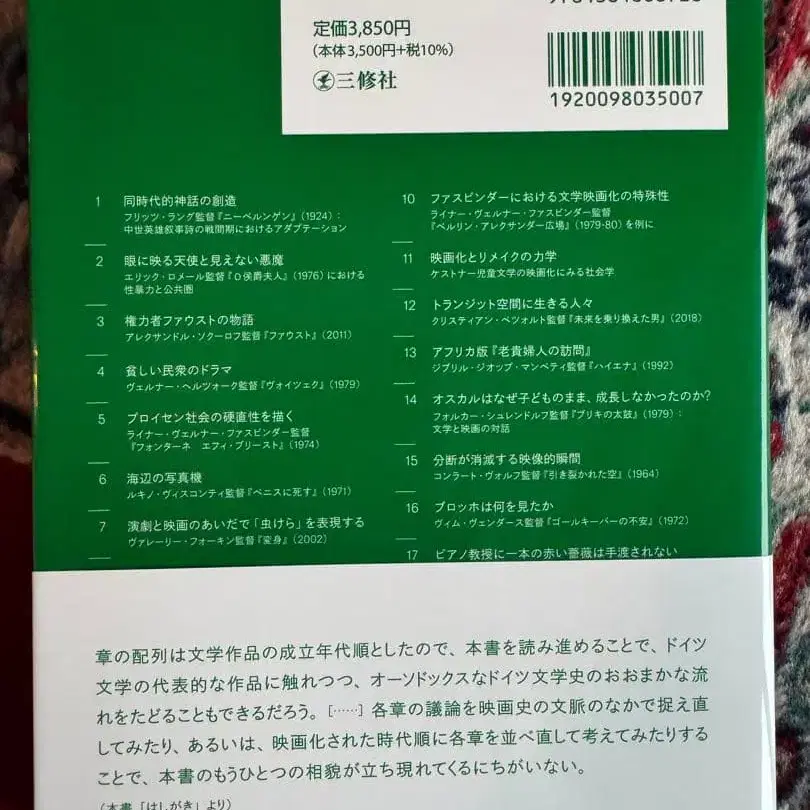 定価3,850円
(本体3,500円+税10%)
三修社
1920098035007
1 同時代的神話の創造
フリッツ・ラング監督『ニーベルンゲン』(1924):
中世英雄叙事詩の戦間期におけるアダプテーション
2 眼に映る天使と見えない悪魔
エリック・ロメール監督『O侯爵夫人』(1976)における
性暴力と公共圏
3 権力者ファウストの物語
アレクサンドル・ソクーロフ監督『ファウスト』(2011)
4 貧しい民衆のドラマ
ヴェルナー・ヘルツォーク監督『ヴォイツェク』(1979)
5 プロイセン社会の硬直性を描く
ライナー・ヴェルナー・ファスビンダー監督
『フォンターネ エフィ・ブリースト』(1974)
6 海辺の写真機
ルキノ・ヴィスコンティ監督『ベニスに死す』(1971)
7 演劇と映画のあいだで「虫けら」を表現する
ヴァレーリー・フォーキン監督『変身』(2002)
10 ファスビンダーにおける文学映画化の特殊性
ライナー・ヴェルナー・ファスビンダー監督
『ベルリン・アレクサンダー広場』(1979-80)を例に
11 映画化とリメイクの力学
ケストナー児童文学の映画化にみる社会学
12 トランジット空間に生きる人々
クリスティアン・ペツォルト監督『未来を乗り換えた男』(2018)
13 アフリカ版『老貴婦人の訪問』
ジブリル・ジオップ・マンベティ監督『ハイエナ』(1992)
14 オスカルはなぜ子どものまま、成長しなかったのか?
フォルカー・シュレンドルフ監督『ブリキの太鼓』(1979):
文学と映画の対話
15 分断が消滅する映像的瞬間
コンラート・ヴォルフ監督『引き裂かれた空』(1964)
16 ブロッホは何を見たか
ヴィム・ヴェンダース監督『ゴールキーパーの不安』(1972)
17 ピアノ教授に一本の赤い薔薇は手渡されない
章の配列は文学作品の成立年代順としたので、本書を読み進めることで、ドイツ
文学の代表的な作品に触れつつ、オーソドックスなドイツ文学史のおおまかな流
れをたどることもできるだろう。[……]各章の議論を映画史の文脈のなかで捉え直
してみたり、あるいは、映画化された時代順に各章を並べ直して考えてみたりする
ことで、本書のもうひとつの相貌が立ち現れてくるにちがいない。
(本書「はしがき」より)